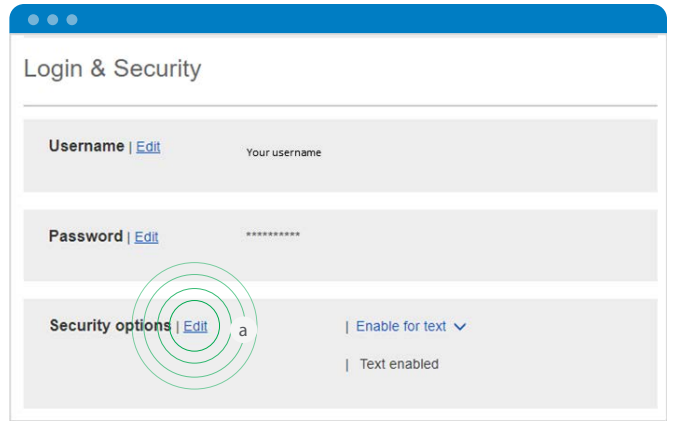 Login & Security
Username | Edit
Your username
Password | Edit
**********
Security options | Edit
a
| Enable for text
| Text enabled